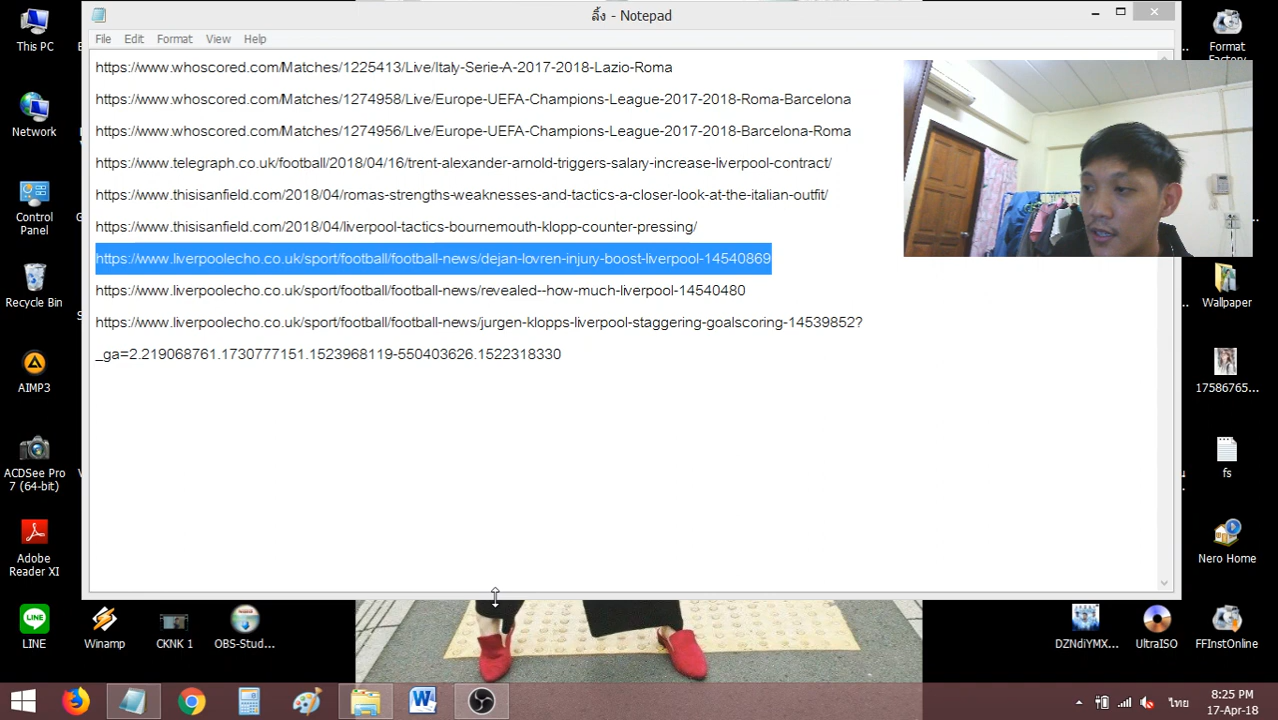 ลิ้ง - Notepad
File Edit Format View Help
https://www.whoscored.com/Matches/1225413/Live/Italy-Serie-A-2017-2018-Lazio-Roma
https://www.whoscored.com/Matches/1274958/Live/Europe-UEFA-Champions-League-2017-2018-Roma-Barcelona
https://www.whoscored.com/Matches/1274956/Live/Europe-UEFA-Champions-League-2017-2018-Barcelona-Roma
https://www.telegraph.co.uk/football/2018/04/16/trent-alexander-arnold-triggers-salary-increase-liverpool-contract/
https://www.thisisanfield.com/2018/04/romas-strengths-weaknesses-and-tactics-a-closer-look-at-the-italian-outfit/
https://www.thisisanfield.com/2018/04/liverpool-tactics-bournemouth-klopp-counter-pressing/
https://www.liverpoolecho.co.uk/sport/football/football-news/dejan-lovren-injury-boost-liverpool-14540869
https://www.liverpoolecho.co.uk/sport/football/football-news/revealed--how-much-liverpool-14540480
https://www.liverpoolecho.co.uk/sport/football/football-news/jurgen-klopps-liverpool-staggering-goalscoring-14539852?
_ga=2.219068761.1730777151.1523968119-550403626.1522318330
This PC
Network
Control
Panel
Recycle Bin
AIMP3
ACDSee Pro
7 (64-bit)
Adobe
Reader XI
LINE
Winamp
CKNK 1
OBS-Stud...
Format
Factory
Wallpaper
17586765...
fs
Nero Home
DZNdiYMX...
UltraISO
FFInstOnline
ไทย
8:25 PM
17-Apr-18